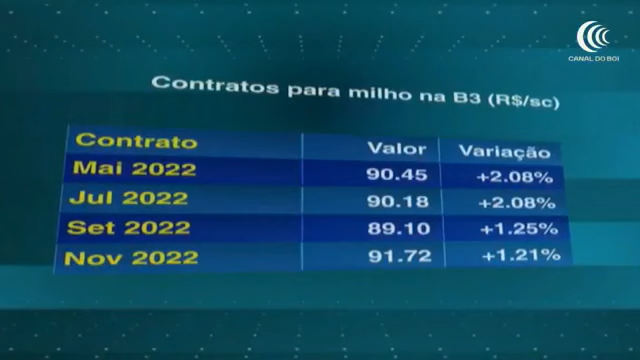 CANAL DO BOI
Contratos para milho na B3 (R$/sc)
Contrato Valor Variação
Mai 2022 90.45 +2.08%
Jul 2022 90.18 +2.08%
Set 2022 89.10 +1.25%
Nov 2022 91.72 +1.21%